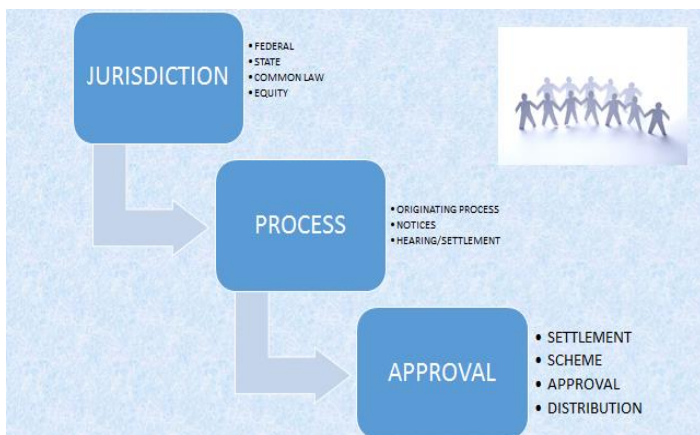 JURISDICTION
• FEDERAL
• STATE
• COMMON LAW
• EQUITY
PROCESS
• ORIGINATING PROCESS
• NOTICES
• HEARING/SETTLEMENT
APPROVAL
• SETTLEMENT
• SCHEME
• APPROVAL
• DISTRIBUTION